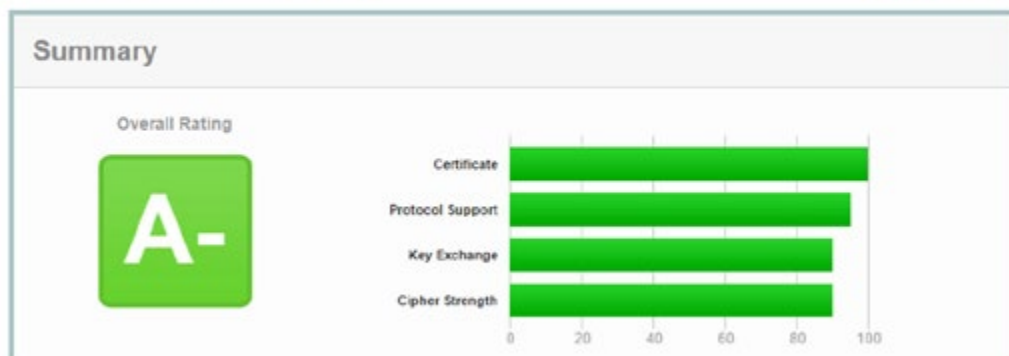 Summary
Overall Rating
A-
Certificate
Protocol Support
Key Exchange
Cipher Strength
0 20 40 60 80 100